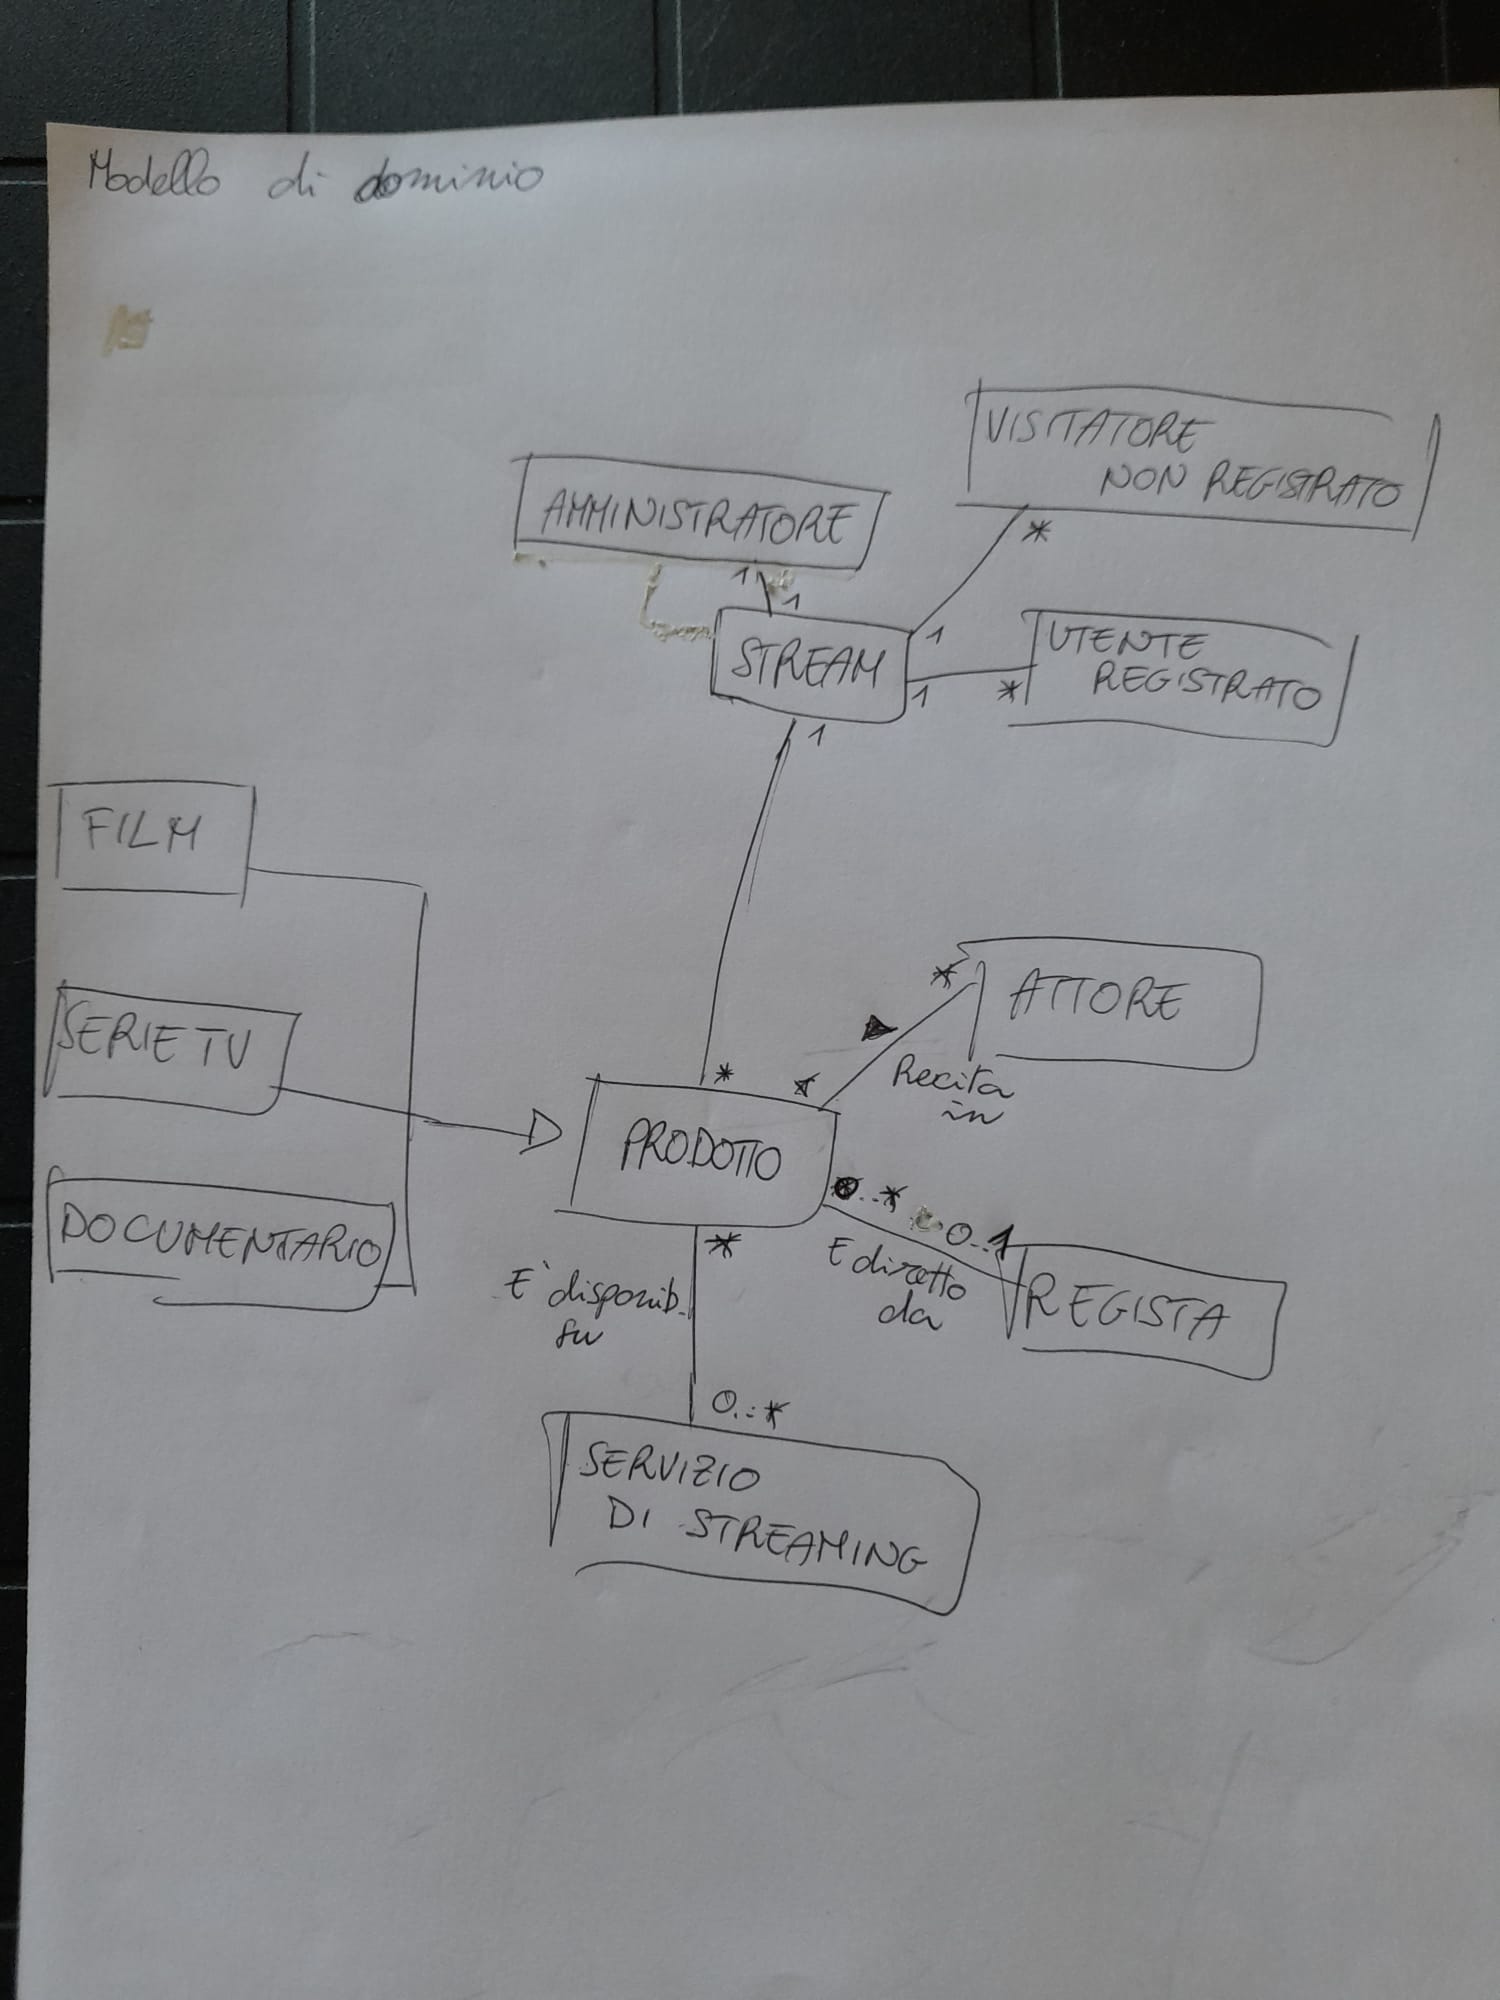 Modello di dominio
VISITATORE
NON REGISTRATO
*
AMMINISTRATORE
1
1
STREAM
1
1
*
UTENTE
REGISTRATO
1
FILM
SERIE TV
DOCUMENTARIO
*
*
*
ATTORE
Recita
in
PRODOTTO
0..*
0..1
E diretto
da
REGISTA
*
E' disponib.
su
0..*
SERVIZIO
DI STREAMING